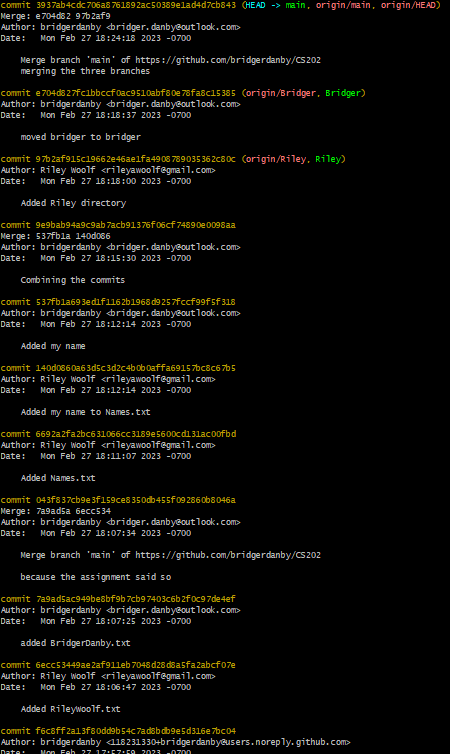 commit 3937ab4cdc706a8761892ac50389e1ad4d7cb843 (HEAD -> main, origin/main, origin/HEAD)
Merge: e704d82 97b2af9
Author: bridgerdanby <bridger.danby@outlook.com>
Date:   Mon Feb 27 18:24:18 2023 -0700

    Merge branch 'main' of https://github.com/bridgerdanby/CS202
    merging the three branches

commit e704d827fc1bbccf0ac9510abf80e78fa8c15385 (origin/Bridger, Bridger)
Author: bridgerdanby <bridger.danby@outlook.com>
Date:   Mon Feb 27 18:18:37 2023 -0700

    moved bridger to bridger

commit 97b2af915c19662e46ae1fa4908789035362c80c (origin/Riley, Riley)
Author: Riley Woolf <rileyawoolf@gmail.com>
Date:   Mon Feb 27 18:18:00 2023 -0700

    Added Riley directory

commit 9e9bab94a9c9ab7acb91376f06cf74890e0098aa
Merge: 537fb1a 140d086
Author: bridgerdanby <bridger.danby@outlook.com>
Date:   Mon Feb 27 18:15:30 2023 -0700

    Combining the commits

commit 537fb1a693ed1f1162b1968d9257fccf99f5f318
Author: bridgerdanby <bridger.danby@outlook.com>
Date:   Mon Feb 27 18:12:14 2023 -0700

    Added my name

commit 140d0860a63d5c3d2c4b0b0affa69157bc8c67b5
Author: Riley Woolf <rileyawoolf@gmail.com>
Date:   Mon Feb 27 18:12:14 2023 -0700

    Added my name to Names.txt

commit 6692a2fa2bc631066cc3189e5600cd131ac00fbd
Author: Riley Woolf <rileyawoolf@gmail.com>
Date:   Mon Feb 27 18:11:07 2023 -0700

    Added Names.txt

commit 043f837cb9e3f159ce8350db455f092860b8046a
Merge: 7a9ad5a 6ecc534
Author: bridgerdanby <bridger.danby@outlook.com>
Date:   Mon Feb 27 18:07:34 2023 -0700

    Merge branch 'main' of https://github.com/bridgerdanby/CS202

    because the assignment said so

commit 7a9ad5ac949be8bf9b7cb97403c6b2f0c97de4ef
Author: bridgerdanby <bridger.danby@outlook.com>
Date:   Mon Feb 27 18:07:25 2023 -0700

    added BridgerDanby.txt

commit 6ecc53449ae2af911eb7048d28d8a5fa2abcf07e
Author: Riley Woolf <rileyawoolf@gmail.com>
Date:   Mon Feb 27 18:06:47 2023 -0700

    Added RileyWoolf.txt

commit f6c8ff2a13f80dd9b54c7ad8bdb9e5d316e7bc04
Author: bridgerdanby <118231330+bridgerdanby@users.noreply.github.com>
Date:   Mon Feb 27 17:57:59 2023 -0700